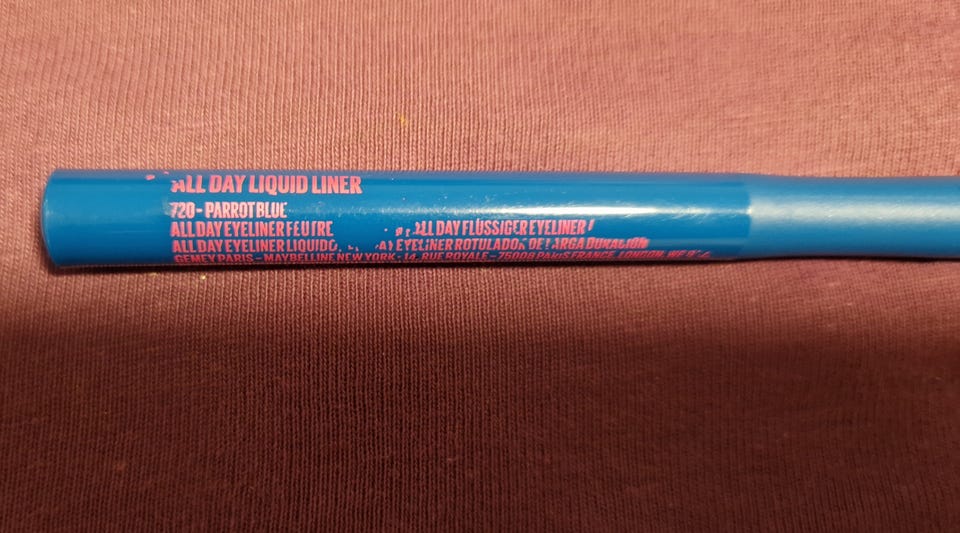 ALL DAY LIQUID LINER
720 - PARROT BLUE
ALL DAY EYELINER FEUTRE ALL DAY FLÜSSIGER EYELINER
ALL DAY EYELINER LIQUIDO, EYELINER ROTULADOR DE LARGA DURACIÓN
GEMEY PARIS - MAYBELLINE NEW YORK - 14, RUE ROYALE - 75008 PARIS FRANCE, LONDON,